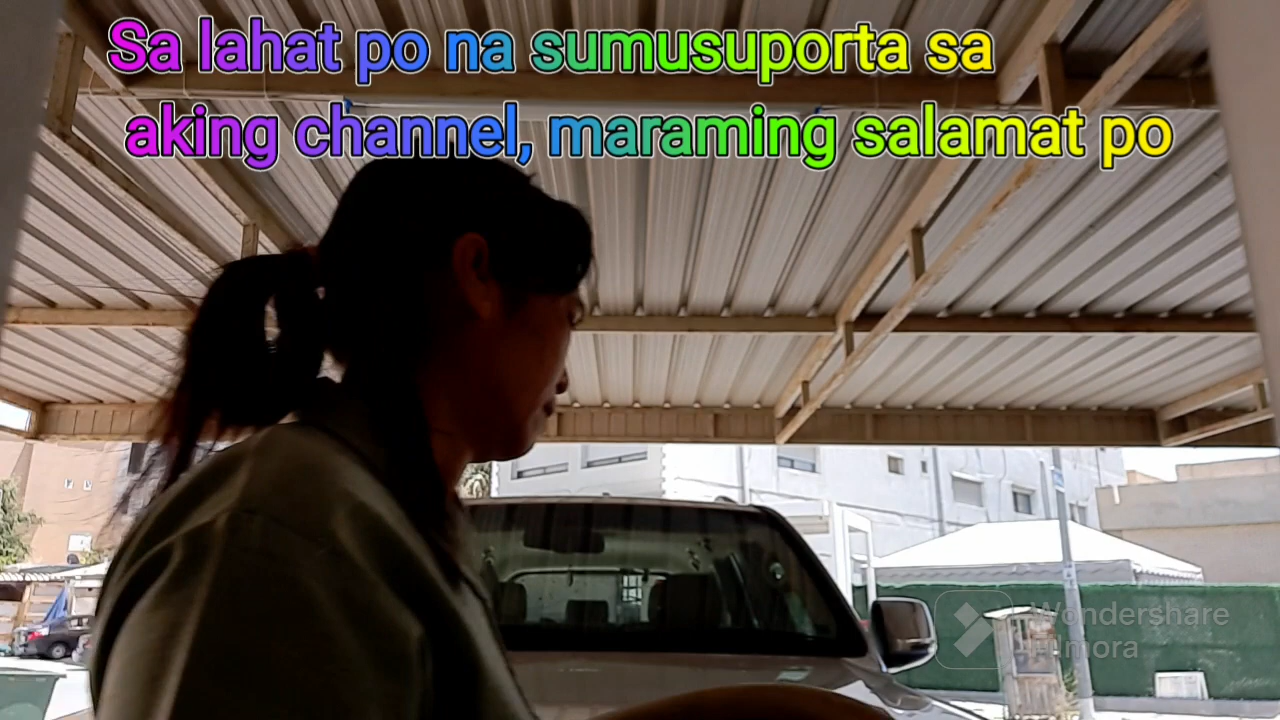 Sa lahat po na sumusuporta sa
aking channel, maraming salamat po
Wondershare
Filmora